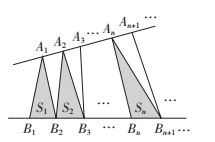 A₁ A₂ A₃ ⋯ Aₙ Aₙ₊₁ ⋯
S₁ S₂ ⋯ Sₙ ⋯
B₁ B₂ B₃ ⋯ Bₙ Bₙ₊₁ ⋯